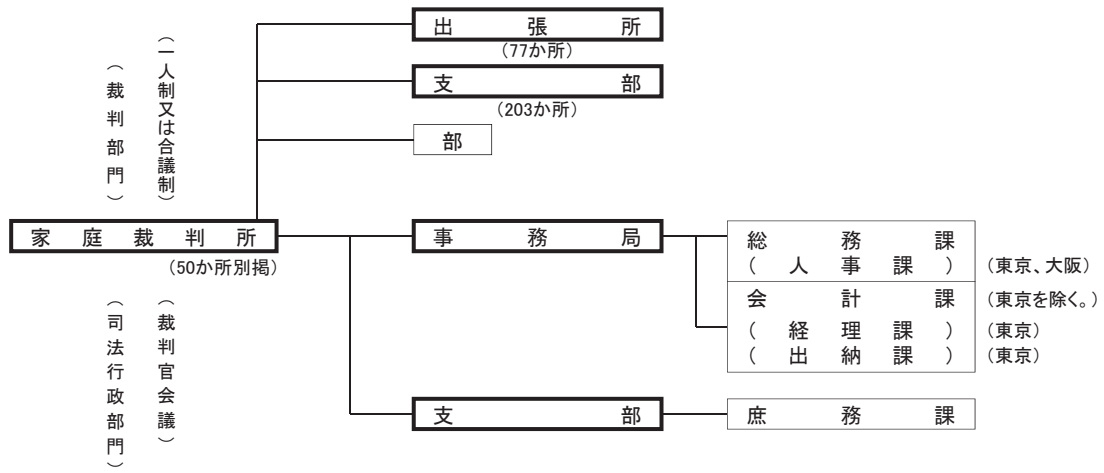 出張所
(77か所)
支部
(203か所)
部
（一人制又は合議制）
（裁判部門）
家庭裁判所
(50か所別掲)
（裁判官会議）
（司法行政部門）
事務局
総務課
(人事課)
(東京、大阪)
会計課
(東京を除く。)
(経理課)
(東京)
(出納課)
(東京)
支部
庶務課